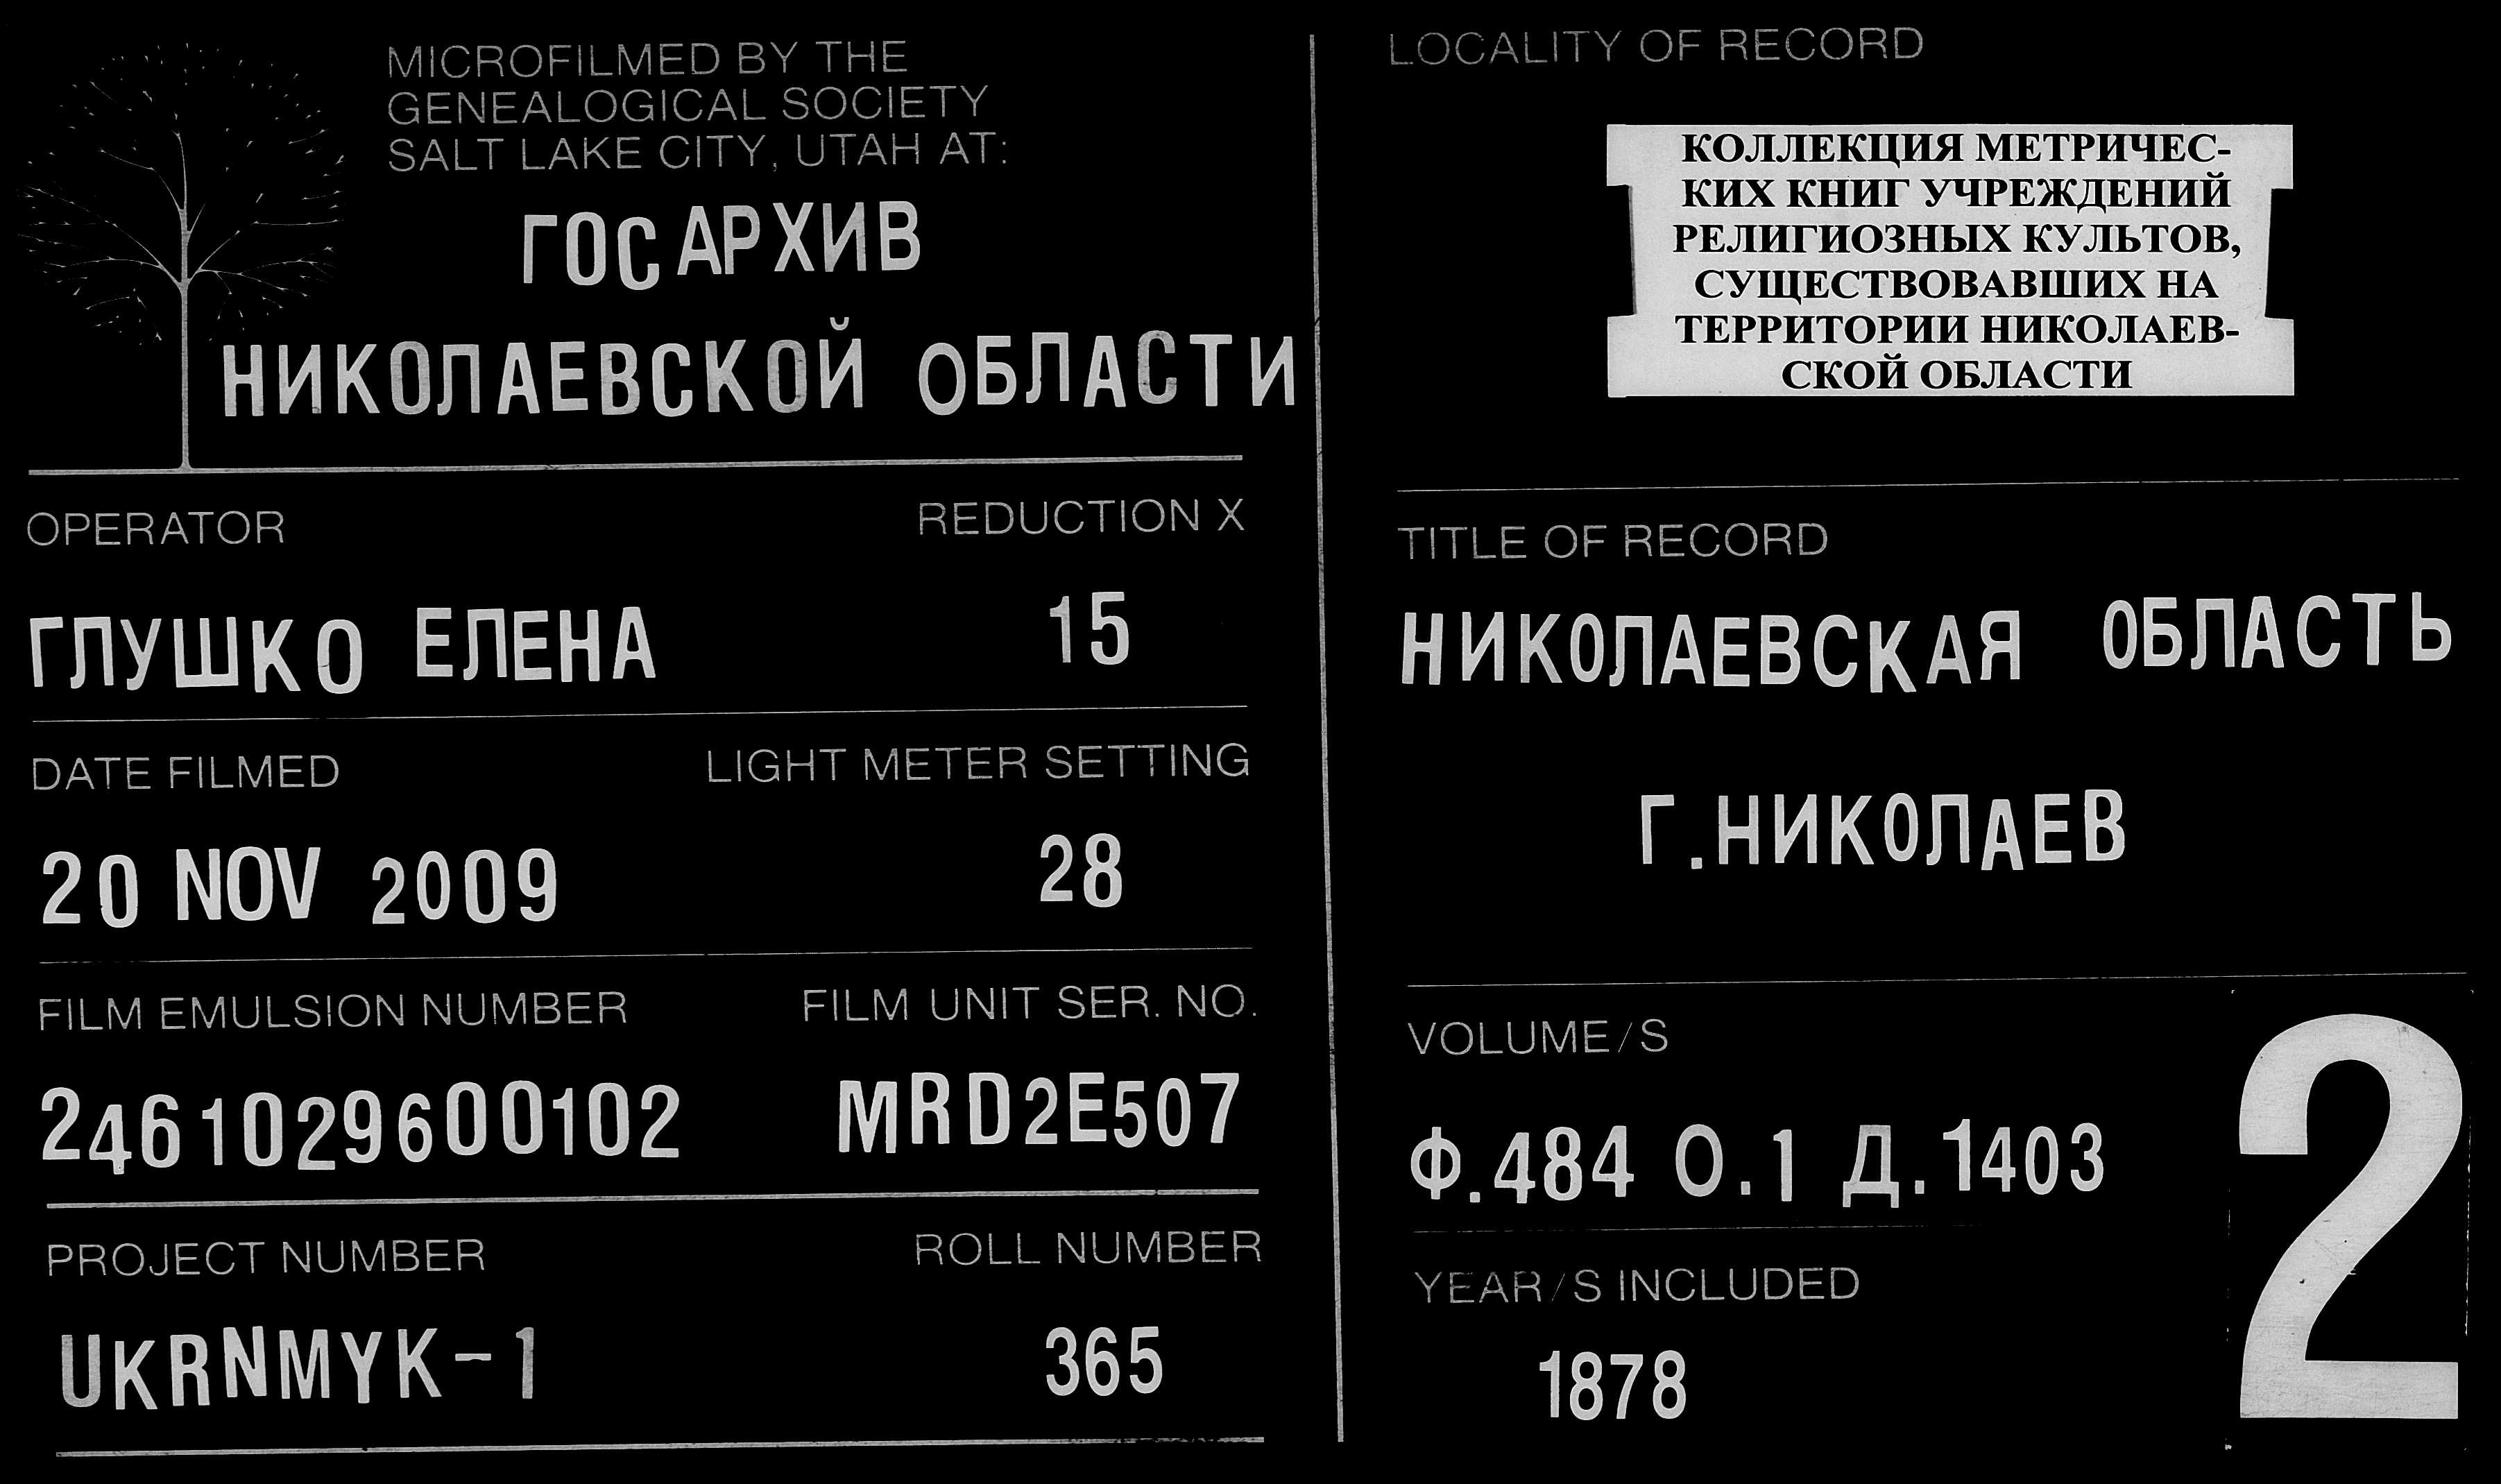 MICROFILMED BY THE
GENEALOGICAL SOCIETY
SALT LAKE CITY, UTAH AT:
ГОСАРХИВ
НИКОЛАЕВСКОЙ ОБЛАСТИ
OPERATOR REDUCTION X
ГЛУШКО ЕЛЕНА 15
DATE FILMED LIGHT METER SETTING
20 NOV 2009 28
FILM EMULSION NUMBER FILM UNIT SER. NO.
2461029600102 MRD2E507
PROJECT NUMBER ROLL NUMBER
UKRNMYK-1 365
LOCALITY OF RECORD
КОЛЛЕКЦИЯ МЕТРИЧЕС-
КИХ КНИГ УЧРЕЖДЕНИЙ
РЕЛИГИОЗНЫХ КУЛЬТОВ,
СУЩЕСТВОВАВШИХ НА
ТЕРРИТОРИИ НИКОЛАЕВ-
СКОЙ ОБЛАСТИ
TITLE OF RECORD
НИКОЛАЕВСКАЯ ОБЛАСТЬ
Г.НИКОЛАЕВ
VOLUME/S
Ф.484 О.1 Д.1403
YEAR/S INCLUDED
1878
2